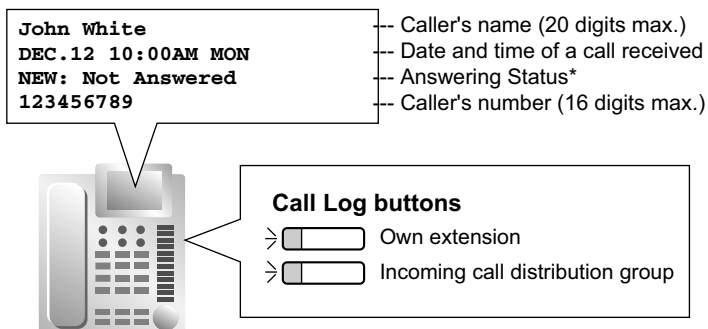 John White --- Caller's name (20 digits max.)
DEC.12 10:00AM MON --- Date and time of a call received
NEW: Not Answered --- Answering Status*
123456789 --- Caller's number (16 digits max.)
Call Log buttons
Own extension
Incoming call distribution group